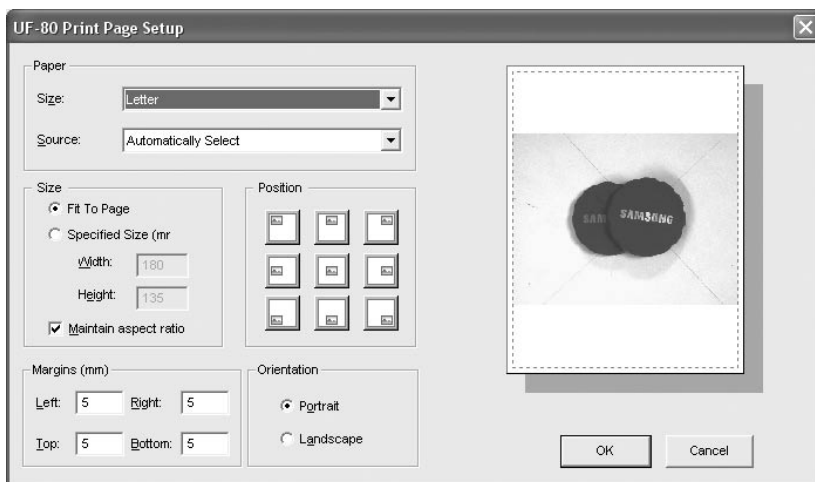 UF-80 Print Page Setup
Paper
Size:
Letter
Source:
Automatically Select
Size
Fit To Page
Specified Size (mr
Width:
180
Height:
135
Maintain aspect ratio
Position
Margins (mm)
Left:
5
Right:
5
Top:
5
Bottom:
5
Orientation
Portrait
Landscape
SAM
SAMSUNG
OK
Cancel